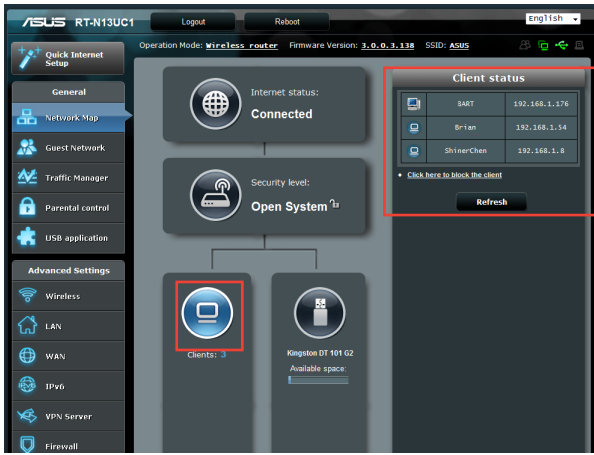 ASUS RT-N13UC1 Logout Reboot English
Operation Mode: Wireless router Firmware Version: 3.0.0.3.138 SSID: ASUS
Quick Internet
Setup
General
Network Map
Guest Network
Traffic Manager
Parental control
USB application
Advanced Settings
Wireless
LAN
WAN
IPv6
VPN Server
Firewall
Internet status:
Connected
Security level:
Open System
Clients: 3
Kingston DT 101 G2
Available space:
Client status
BART 192.168.1.176
Brian 192.168.1.54
ShinerChen 192.168.1.8
Click here to block the client
Refresh